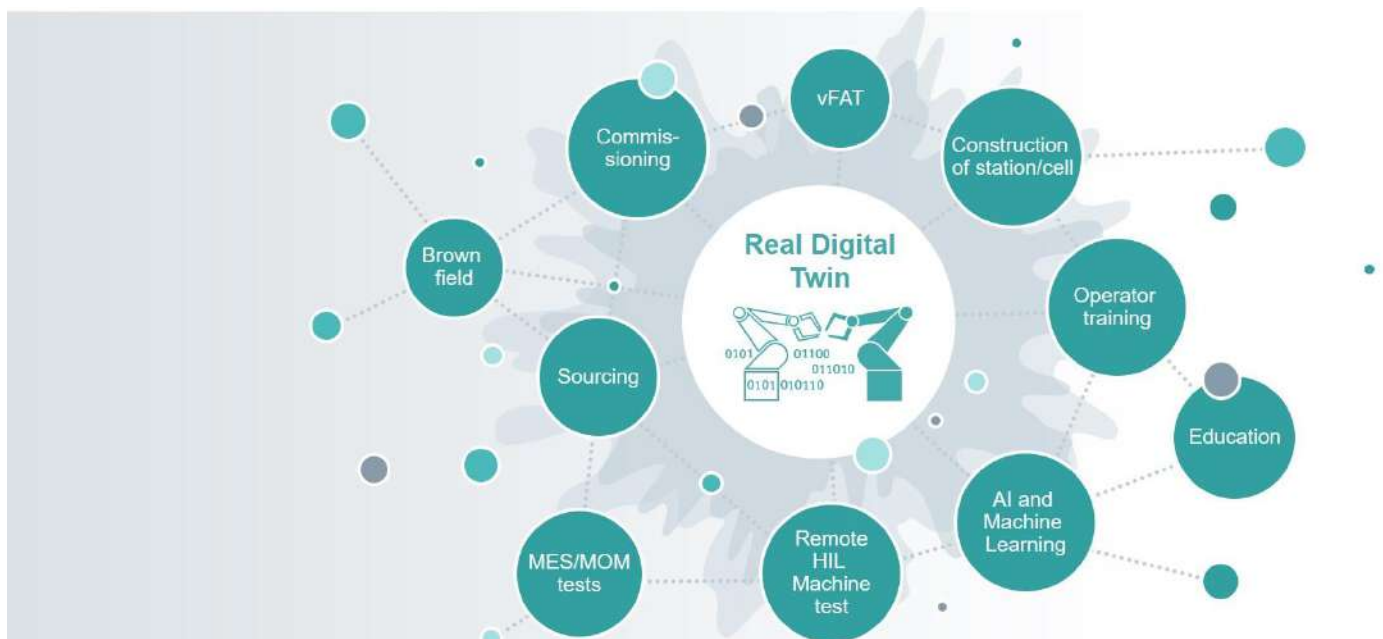 vFAT
Commis-
sioning
Construction
of station/cell
Brown
field
Real Digital
Twin
Operator
training
0101
01100
011010
0101
010110
Sourcing
Education
AI and
Machine
Learning
MES/MOM
tests
Remote
HIL
Machine
test